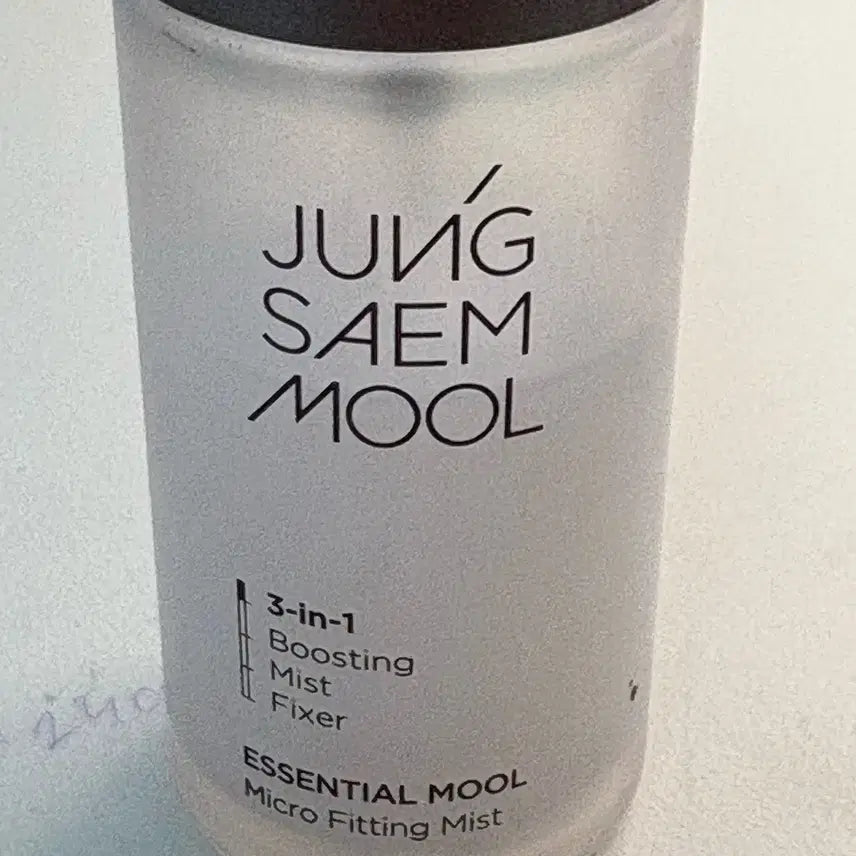 JUNG
SAEM
MOOL
3-in-1
Boosting
Mist
Fixer
ESSENTIAL MOOL
Micro Fitting Mist